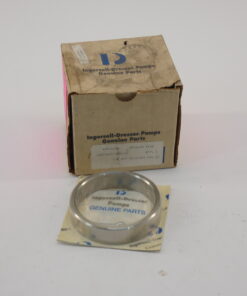 Ingersoll-Dresser Pumps
Genuine Parts
Ingersoll-Dresser Pumps
Genuine Parts
Ingersoll-Dresser
Pumps
GENUINE PARTS